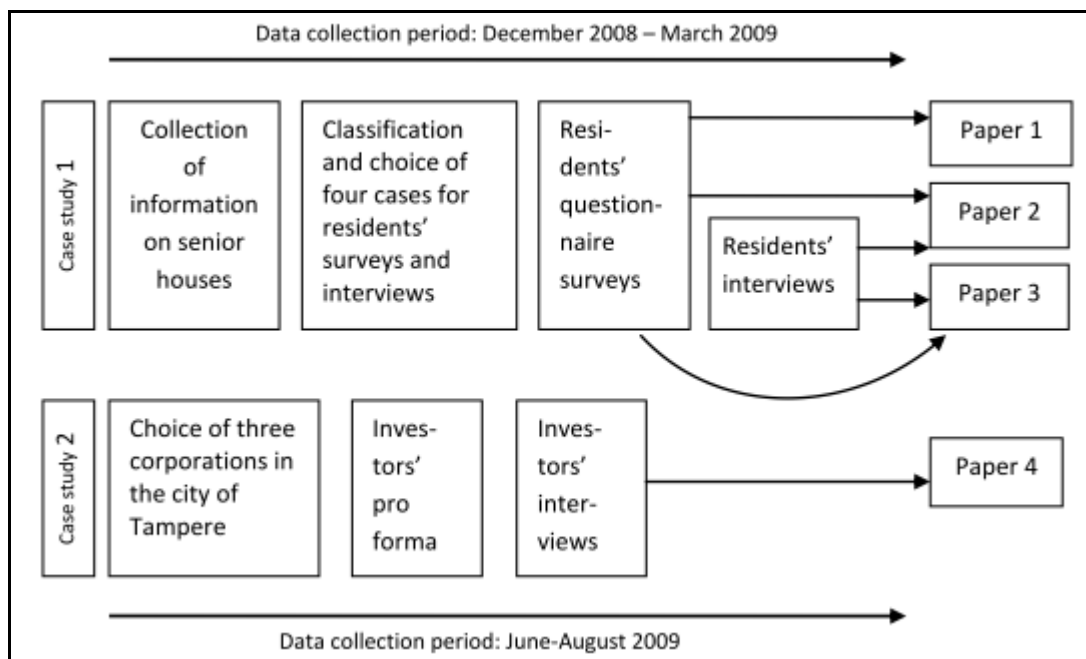 Data collection period: December 2008 – March 2009
Case study 1
Collection
of
information
on senior
houses
Classification
and choice of
four cases for
residents'
surveys and
interviews
Resi-
dents'
question-
naire
surveys
Residents'
interviews
Paper 1
Paper 2
Paper 3
Case study 2
Choice of three
corporations in
the city of
Tampere
Inves-
tors'
pro
forma
Inves-
tors'
inter-
views
Paper 4
Data collection period: June-August 2009